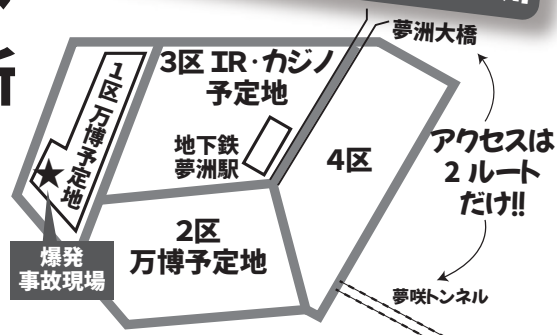 夢洲大橋
3区 IR・カジノ
予定地
1区 万博予定地
地下鉄
夢洲駅
4区
アクセスは
2 ルート
だけ!!
2区
万博予定地
爆発
事故現場
夢咲トンネル